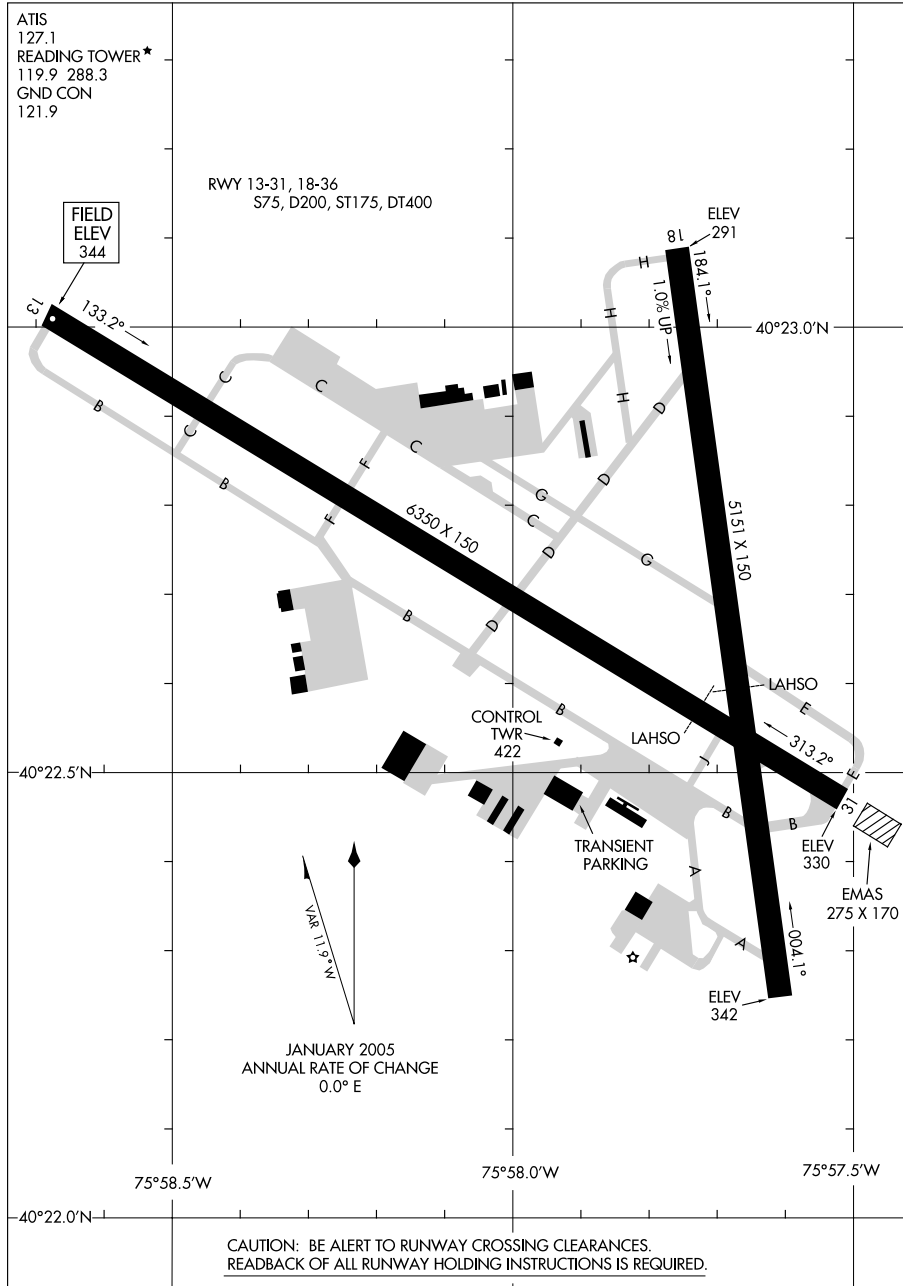 ATIS
127.1
READING TOWER★
119.9 288.3
GND CON
121.9
RWY 13-31, 18-36
S75, D200, ST175, DT400
FIELD
ELEV
344
13
133.2°
ELEV
291
18
184.1°
1.0% UP
40°23.0'N
H
H
H
C
C
C
C
C
B
B
B
B
B
B
F
F
D
D
D
D
G
G
6350 X 150
5151 X 150
LAHSO
LAHSO
E
E
J
313.2°
31
CONTROL
TWR
422
40°22.5'N
TRANSIENT
PARKING
ELEV
330
EMAS
275 X 170
A
A
004.1°
ELEV
342
VAR 11.9° W
JANUARY 2005
ANNUAL RATE OF CHANGE
0.0° E
75°58.5'W
75°58.0'W
75°57.5'W
40°22.0'N
CAUTION: BE ALERT TO RUNWAY CROSSING CLEARANCES.
READBACK OF ALL RUNWAY HOLDING INSTRUCTIONS IS REQUIRED.